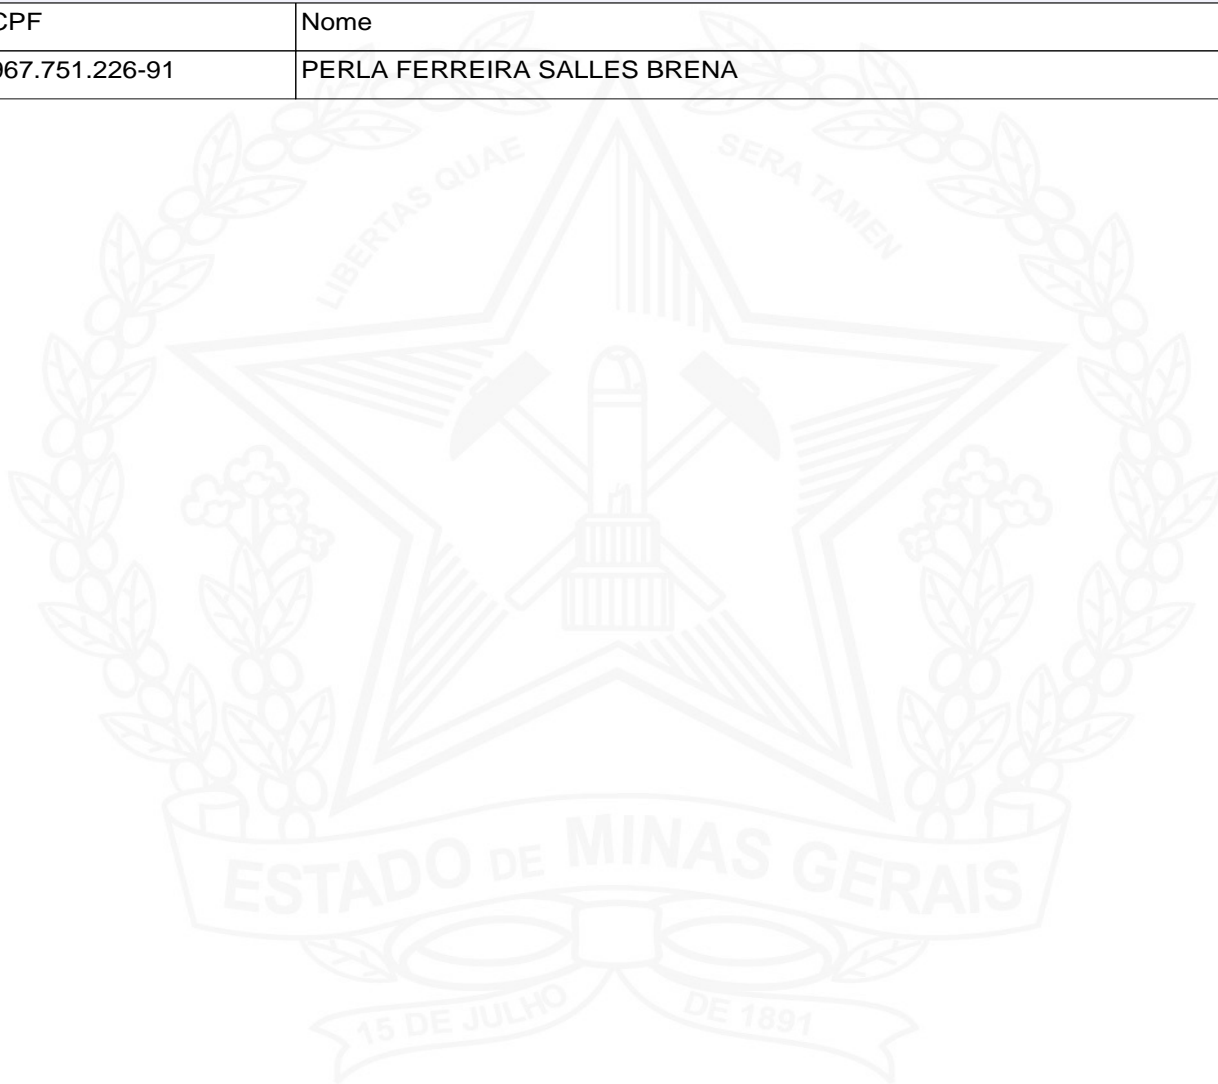 CPF Nome
967.751.226-91 PERLA FERREIRA SALLES BRENA
LIBERTAS QUAE SERA TAMEN
ESTADO DE MINAS GERAIS
15 DE JULHO DE 1891